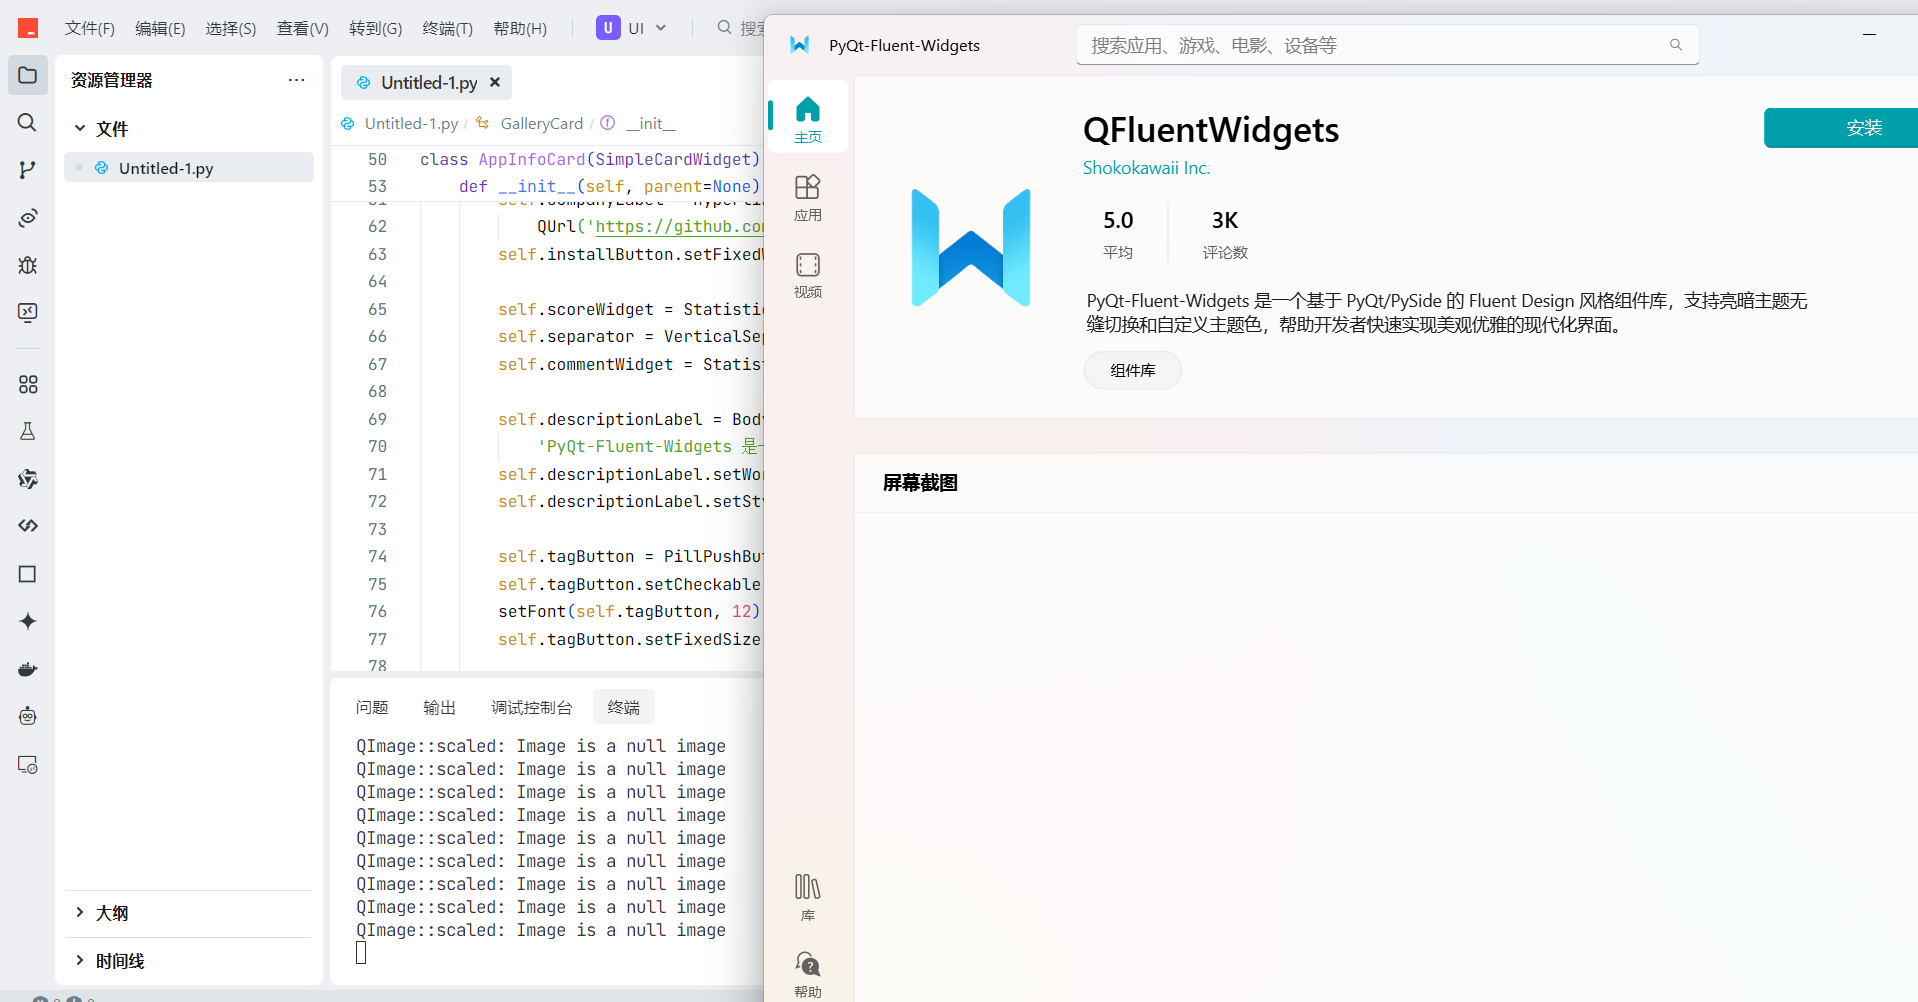 文件(F) 编辑(E) 选择(S) 查看(V) 转到(G) 终端(T) 帮助(H) U UI 搜索
资源管理器
文件
Untitled-1.py
大纲
时间线
Untitled-1.py
Untitled-1.py / GalleryCard / __init__
50 class AppInfoCard(SimpleCardWidget)
53 def __init__(self, parent=None)
62 QUrl('https://github.co
63 self.installButton.setFixed
64
65 self.scoreWidget = Statisti
66 self.separator = VerticalSe
67 self.commentWidget = Statis
68
69 self.descriptionLabel = Bod
70 'PyQt-Fluent-Widgets 是
71 self.descriptionLabel.setWo
72 self.descriptionLabel.setSt
73
74 self.tagButton = PillPushBu
75 self.tagButton.setCheckable
76 setFont(self.tagButton, 12)
77 self.tagButton.setFixedSize
78
问题 输出 调试控制台 终端
QImage::scaled: Image is a null image
QImage::scaled: Image is a null image
QImage::scaled: Image is a null image
QImage::scaled: Image is a null image
QImage::scaled: Image is a null image
QImage::scaled: Image is a null image
QImage::scaled: Image is a null image
QImage::scaled: Image is a null image
QImage::scaled: Image is a null image
PyQt-Fluent-Widgets
搜索应用、游戏、电影、设备等
主页
应用
视频
库
帮助
QFluentWidgets
安装
Shokokawaii Inc.
5.0 3K
平均 评论数
PyQt-Fluent-Widgets 是一个基于 PyQt/PySide 的 Fluent Design 风格组件库，支持亮暗主题无
缝切换和自定义主题色，帮助开发者快速实现美观优雅的现代化界面。
组件库
屏幕截图